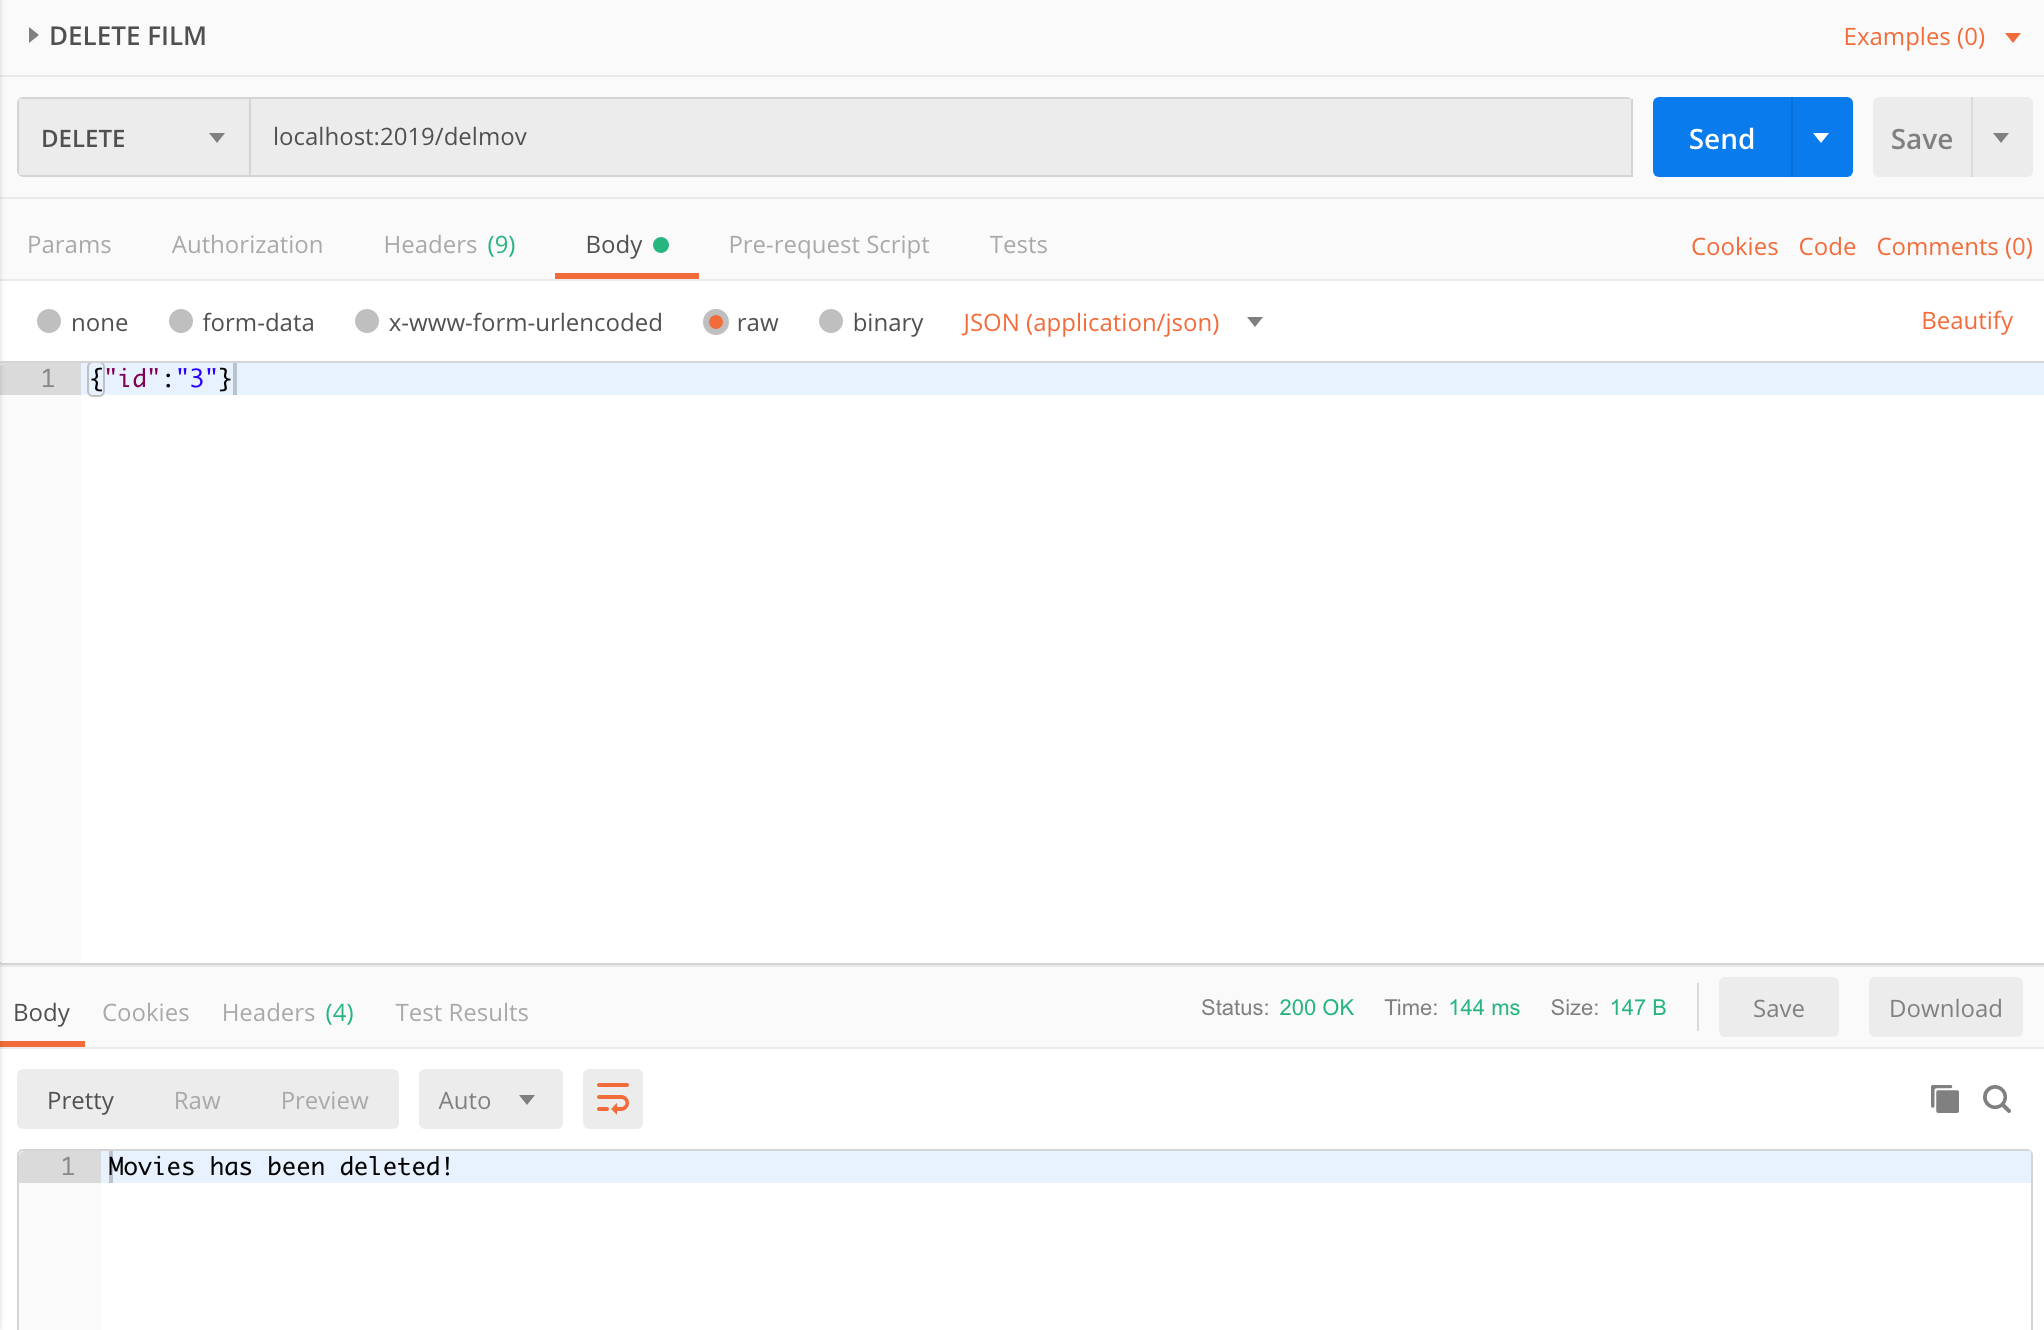 DELETE FILM Examples (0)
DELETE localhost:2019/delmov Send Save
Params Authorization Headers (9) Body Pre-request Script Tests Cookies Code Comments (0)
none form-data x-www-form-urlencoded raw binary JSON (application/json) Beautify
1 {"id":"3"}
Body Cookies Headers (4) Test Results Status: 200 OK Time: 144 ms Size: 147 B Save Download
Pretty Raw Preview Auto
1 Movies has been deleted!